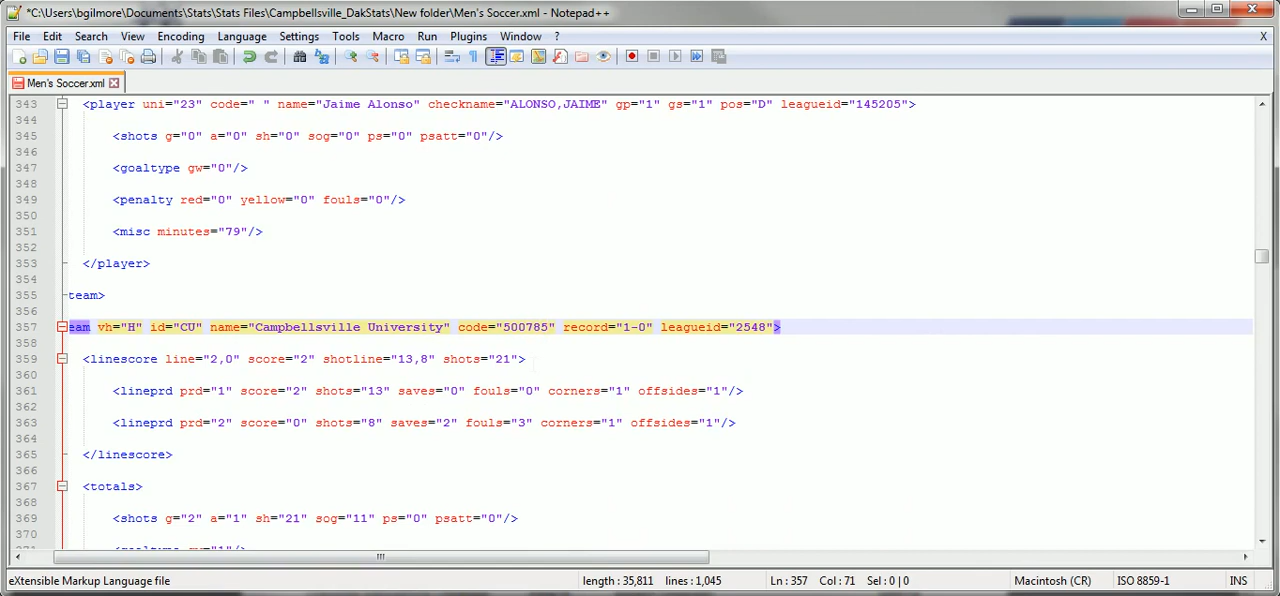 *C:\Users\bgilmore\Documents\Stats\Stats Files\Campbellsville_DakStats\New folder\Men's Soccer.xml - Notepad++
File Edit Search View Encoding Language Settings Tools Macro Run Plugins Window ? X
Men's Soccer.xml
343 <player uni="23" code=" " name="Jaime Alonso" checkname="ALONSO,JAIME" gp="1" gs="1" pos="D" leagueid="145205">
344
345 <shots g="0" a="0" sh="0" sog="0" ps="0" psatt="0"/>
346
347 <goaltype gw="0"/>
348
349 <penalty red="0" yellow="0" fouls="0"/>
350
351 <misc minutes="79"/>
352
353 </player>
354
355 team>
356
357 eam vh="H" id="CU" name="Campbellsville University" code="500785" record="1-0" leagueid="2548">
358
359 <linescore line="2,0" score="2" shotline="13,8" shots="21">
360
361 <lineprd prd="1" score="2" shots="13" saves="0" fouls="0" corners="1" offsides="1"/>
362
363 <lineprd prd="2" score="0" shots="8" saves="2" fouls="3" corners="1" offsides="1"/>
364
365 </linescore>
366
367 <totals>
368
369 <shots g="2" a="1" sh="21" sog="11" ps="0" psatt="0"/>
370
eXtensible Markup Language file length : 35,811 lines : 1,045 Ln : 357 Col : 71 Sel : 0 | 0 Macintosh (CR) ISO 8859-1 INS